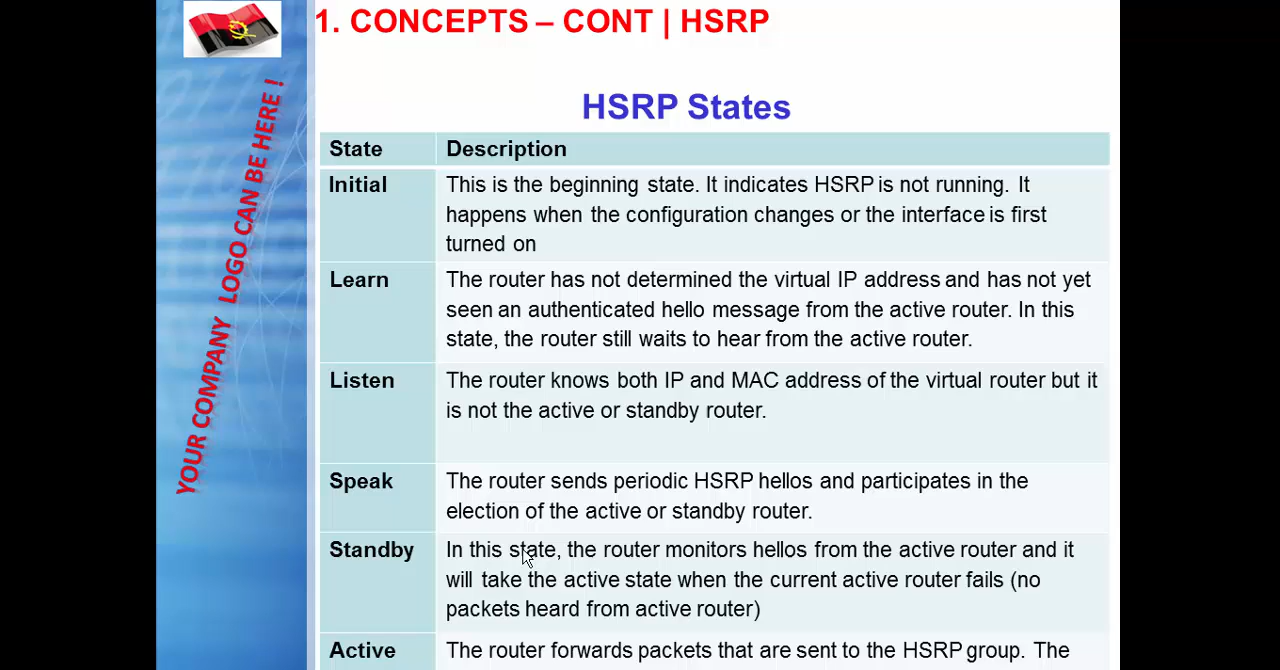 1. CONCEPTS – CONT | HSRP
YOUR COMPANY LOGO CAN BE HERE !
HSRP States
State Description
Initial This is the beginning state. It indicates HSRP is not running. It
happens when the configuration changes or the interface is first
turned on
Learn The router has not determined the virtual IP address and has not yet
seen an authenticated hello message from the active router. In this
state, the router still waits to hear from the active router.
Listen The router knows both IP and MAC address of the virtual router but it
is not the active or standby router.
Speak The router sends periodic HSRP hellos and participates in the
election of the active or standby router.
Standby In this state, the router monitors hellos from the active router and it
will take the active state when the current active router fails (no
packets heard from active router)
Active The router forwards packets that are sent to the HSRP group. The